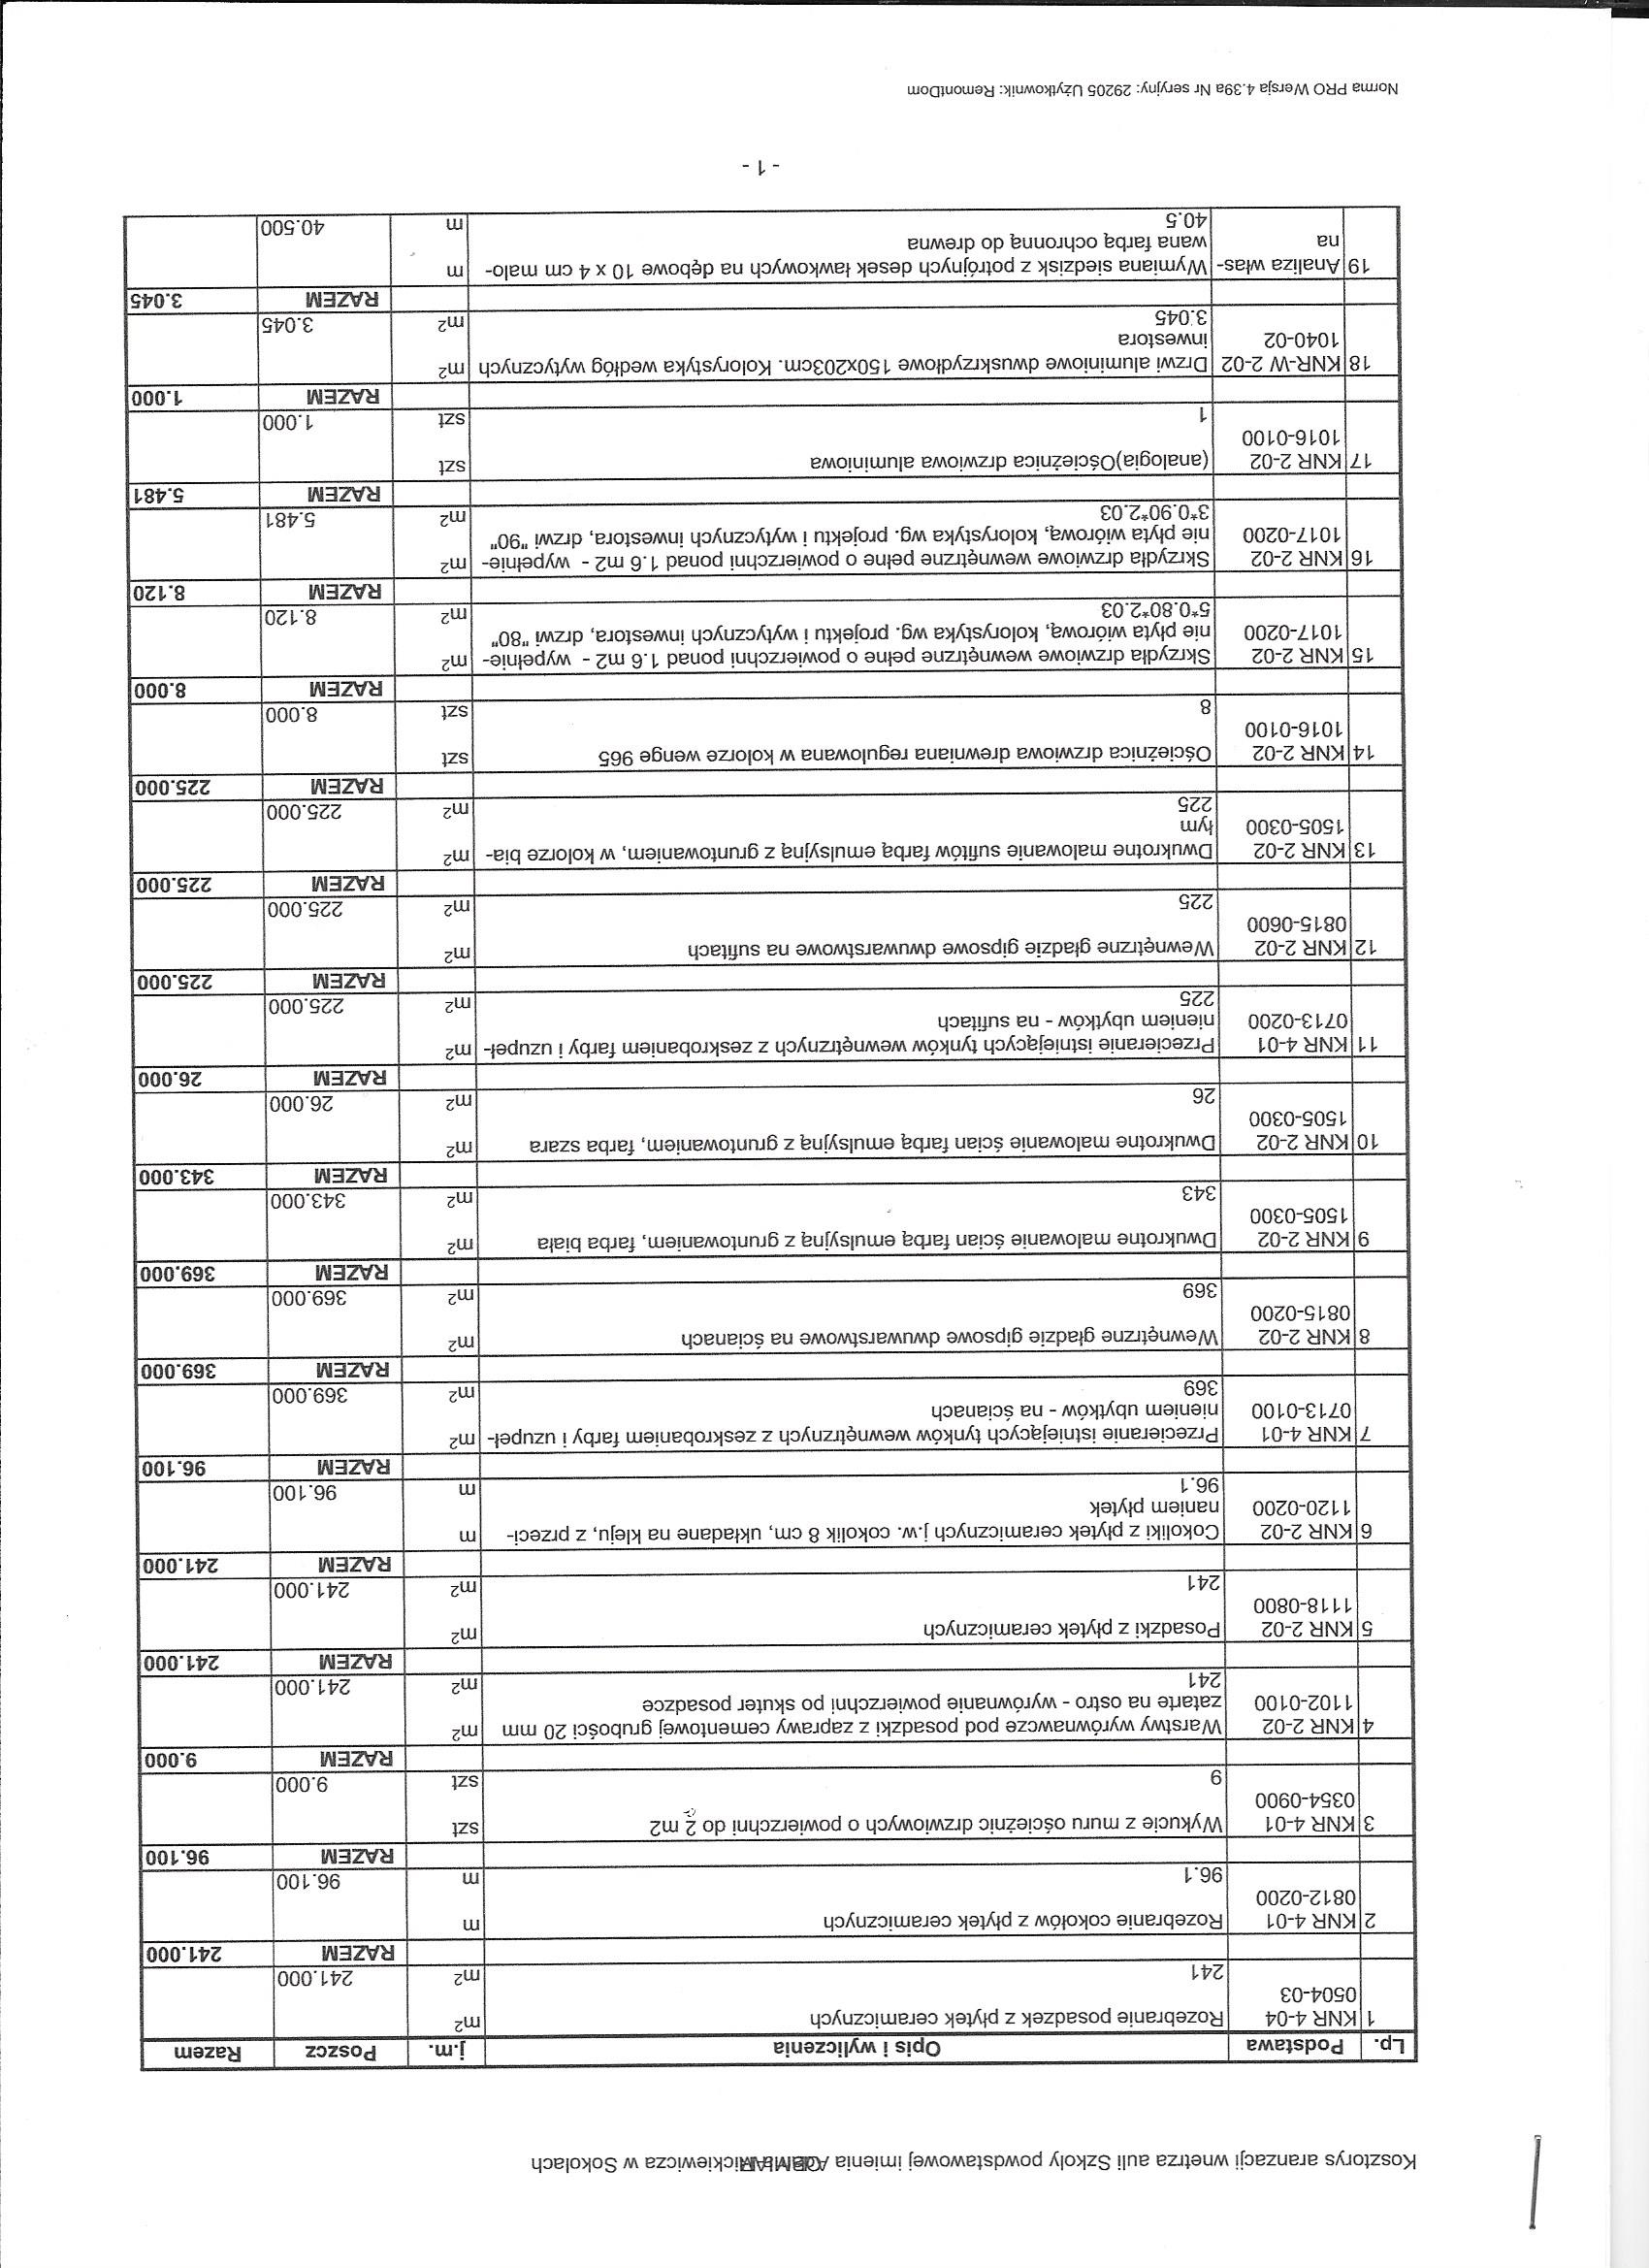 Kosztorys aranzacji wnetrza auli Szkoly powdstawowej imienia Adama Mickiewicza w Sokolach
OBMIAR
Lp. Podstawa Opis i wyliczenia j.m. Poszcz Razem
1 KNR 4-04 Rozebranie posadzek z płytek ceramicznych m2
0504-03
241 m2 241.000
RAZEM 241.000
2 KNR 4-01 Rozebranie cokołów z płytek ceramicznych m
0812-0200
96.1 m 96.100
RAZEM 96.100
3 KNR 4-01 Wykucie z muru ościeżnic drzwiowych o powierzchni do 2 m2 szt
0354-0900
9 szt 9.000
RAZEM 9.000
4 KNR 2-02 Warstwy wyrównawcze pod posadzki z zaprawy cementowej grubości 20 mm m2
1102-0100 zatarte na ostro - wyrównanie powierzchni po skuter posadzce
241 m2 241.000
RAZEM 241.000
5 KNR 2-02 Posadzki z płytek ceramicznych m2
1118-0800
241 m2 241.000
RAZEM 241.000
6 KNR 2-02 Cokoliki z płytek ceramicznych j.w. cokolik 8 cm, układane na kleju, z przeci- m
1120-0200 naniem płytek
96.1 m 96.100
RAZEM 96.100
7 KNR 4-01 Przecieranie istniejących tynków wewnętrznych z zeskrobaniem farby i uzupeł- m2
0713-0100 nieniem ubytków - na ścianach
369 m2 369.000
RAZEM 369.000
8 KNR 2-02 Wewnętrzne gładzie gipsowe dwuwarstwowe na ścianach m2
0815-0200
369 m2 369.000
RAZEM 369.000
9 KNR 2-02 Dwukrotne malowanie ścian farbą emulsyjną z gruntowaniem, farba biała m2
1505-0300
343 m2 343.000
RAZEM 343.000
10 KNR 2-02 Dwukrotne malowanie ścian farbą emulsyjną z gruntowaniem, farba szara m2
1505-0300
26 m2 26.000
RAZEM 26.000
11 KNR 4-01 Przecieranie istniejących tynków wewnętrznych z zeskrobaniem farby i uzupeł- m2
0713-0200 nieniem ubytków - na sufitach
225 m2 225.000
RAZEM 225.000
12 KNR 2-02 Wewnętrzne gładzie gipsowe dwuwarstwowe na sufitach m2
0815-0600
225 m2 225.000
RAZEM 225.000
13 KNR 2-02 Dwukrotne malowanie sufitów farbą emulsyjną z gruntowaniem, w kolorze bia- m2
1505-0300 łym
225 m2 225.000
RAZEM 225.000
14 KNR 2-02 Ościeżnica drzwiowa drewniana regulowana w kolorze wenge 965 szt
1016-0100
8 szt 8.000
RAZEM 8.000
15 KNR 2-02 Skrzydła drzwiowe wewnętrzne pełne o powierzchni ponad 1.6 m2 - wypełnie- m2
1017-0200 nie płyta wiórową, kolorystyka wg. projektu i wytycznych inwestora, drzwi "80"
5*0.80*2.03 m2 8.120
RAZEM 8.120
16 KNR 2-02 Skrzydła drzwiowe wewnętrzne pełne o powierzchni ponad 1.6 m2 - wypełnie- m2
1017-0200 nie płyta wiórową, kolorystyka wg. projektu i wytycznych inwestora, drzwi "90"
3*0.90*2.03 m2 5.481
RAZEM 5.481
17 KNR 2-02 (analogia)Ościeżnica drzwiowa aluminiowa szt
1016-0100
1 szt 1.000
RAZEM 1.000
18 KNR-W 2-02 Drzwi aluminiowe dwuskrzydłowe 150x203cm. Kolorystyka wedłóg wytycznych m2
1040-02 inwestora
3.045 m2 3.045
RAZEM 3.045
19 Analiza włas- Wymiana siedzisk z potrójnych desek ławkowych na dębowe 10 x 4 cm malo- m
na wana farbą ochronną do drewna
40.5 m 40.500
- 1 -
Norma PRO Wersja 4.39a Nr seryjny: 29205 Użytkownik: RemontDom